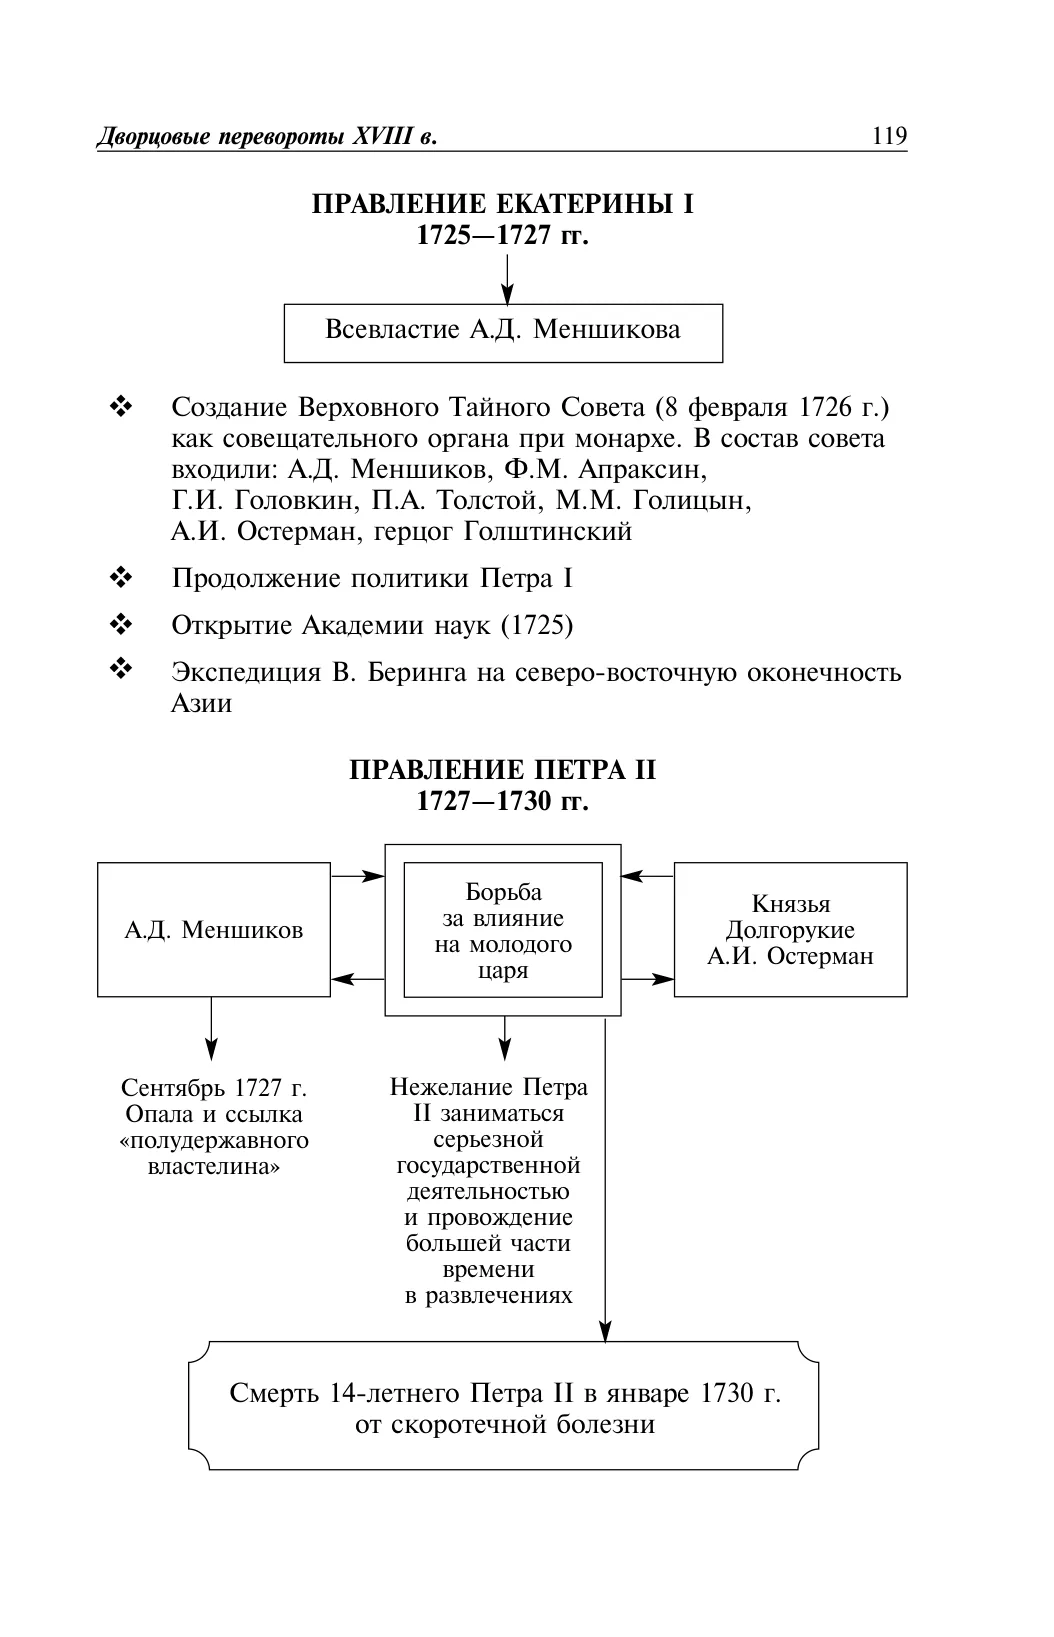 Дворцовые перевороты XVIII в. 119
ПРАВЛЕНИЕ ЕКАТЕРИНЫ I
1725—1727 гг.
Всевластие А.Д. Меншикова
❖ Создание Верховного Тайного Совета (8 февраля 1726 г.)
как совещательного органа при монархе. В состав совета
входили: А.Д. Меншиков, Ф.М. Апраксин,
Г.И. Головкин, П.А. Толстой, М.М. Голицын,
А.И. Остерман, герцог Голштинский
❖ Продолжение политики Петра I
❖ Открытие Академии наук (1725)
❖ Экспедиция В. Беринга на северо-восточную оконечность
Азии
ПРАВЛЕНИЕ ПЕТРА II
1727—1730 гг.
А.Д. Меншиков
Борьба
за влияние
на молодого
царя
Князья
Долгорукие
А.И. Остерман
Сентябрь 1727 г.
Опала и ссылка
«полудержавного
властелина»
Нежелание Петра
II заниматься
серьезной
государственной
деятельностью
и провождение
большей части
времени
в развлечениях
Смерть 14-летнего Петра II в январе 1730 г.
от скоротечной болезни